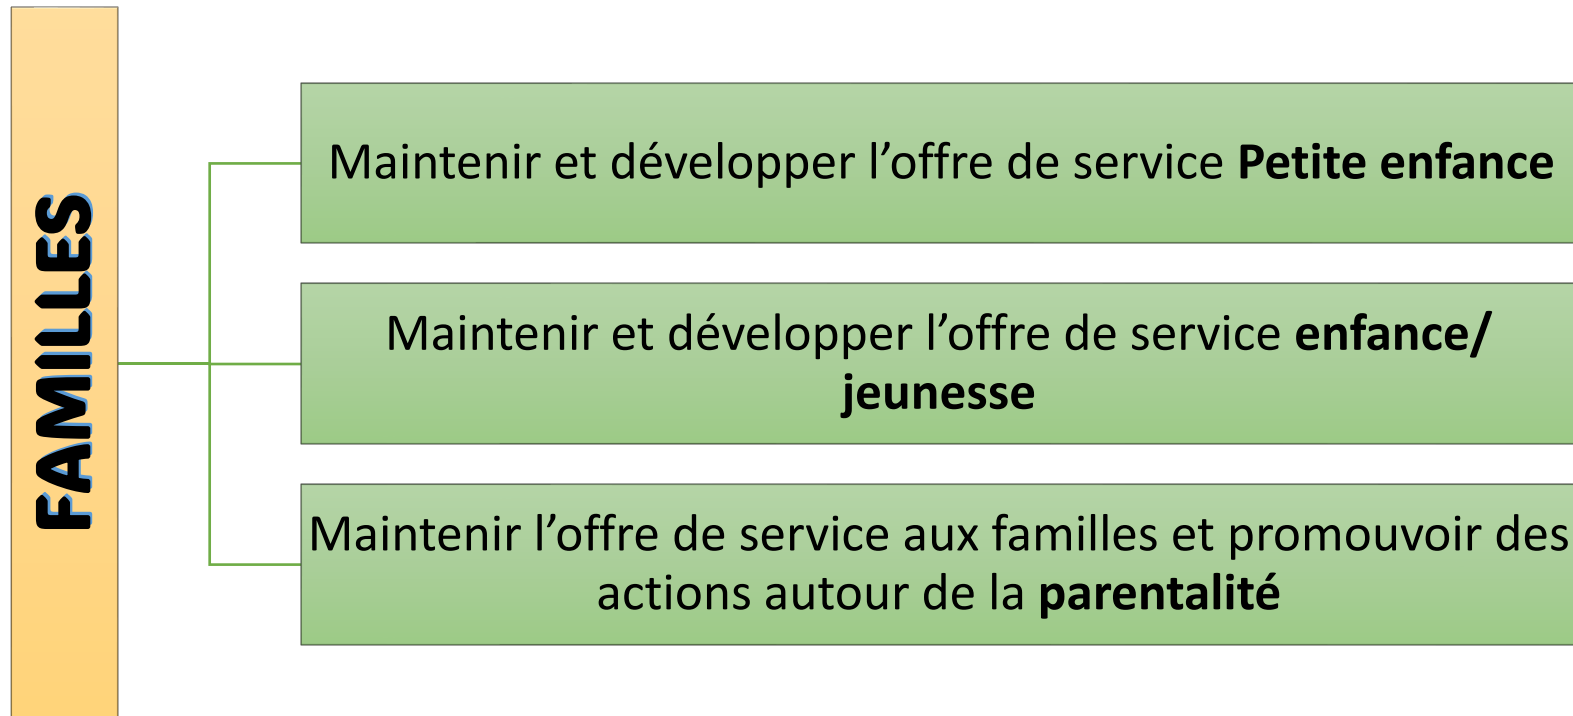 FAMILLES
Maintenir et développer l’offre de service Petite enfance
Maintenir et développer l’offre de service enfance/
jeunesse
Maintenir l’offre de service aux familles et promouvoir des
actions autour de la parentalité